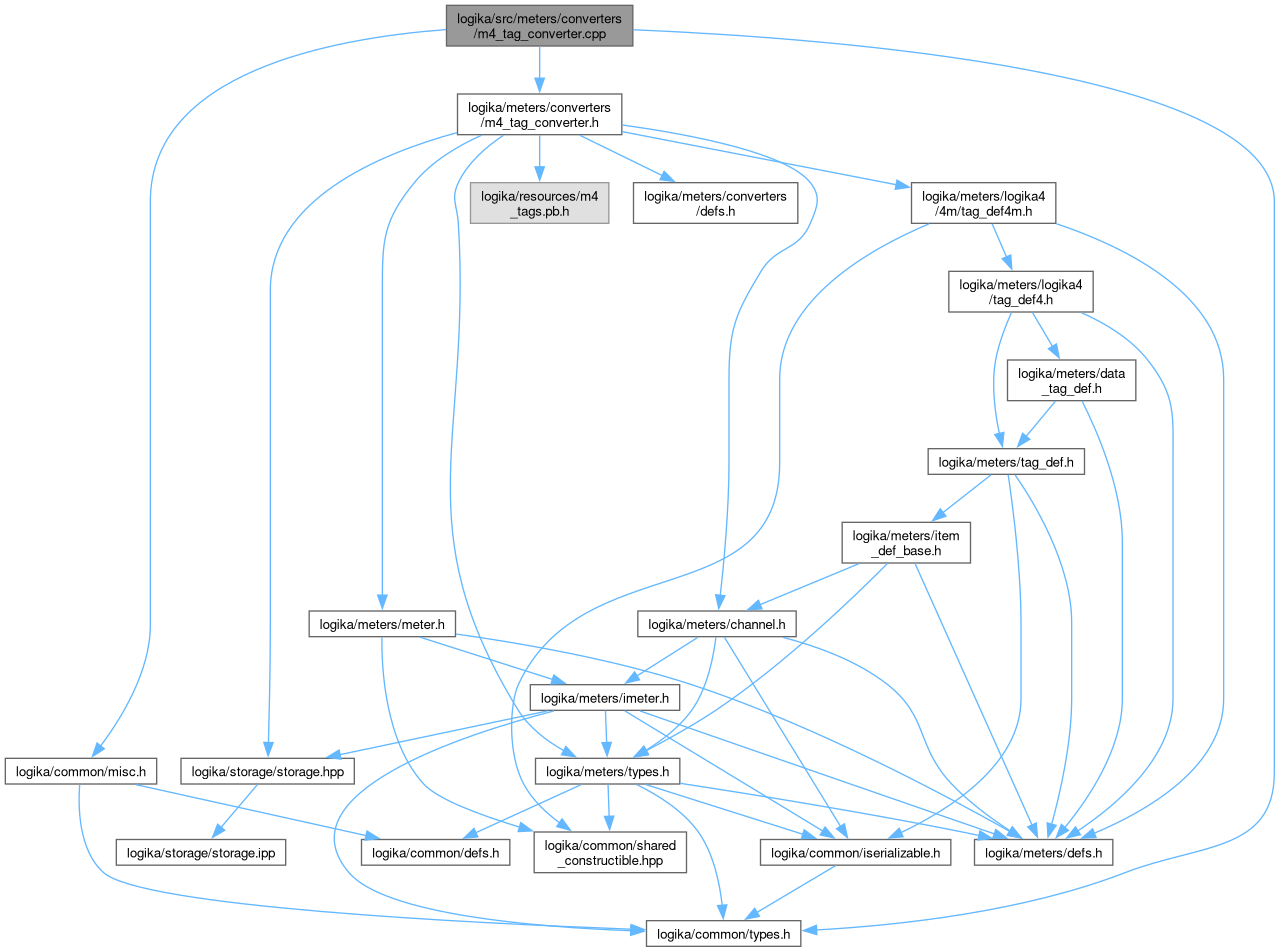 logika/src/meters/converters
/m4_tag_converter.cpp
logika/meters/converters
/m4_tag_converter.h
logika/resources/m4
_tags.pb.h
logika/meters/converters
/defs.h
logika/meters/logika4
/4m/tag_def4m.h
logika/meters/logika4
/tag_def4.h
logika/meters/data
_tag_def.h
logika/meters/tag_def.h
logika/meters/item
_def_base.h
logika/meters/meter.h
logika/meters/channel.h
logika/meters/imeter.h
logika/common/misc.h
logika/storage/storage.hpp
logika/meters/types.h
logika/storage/storage.ipp
logika/common/defs.h
logika/common/shared
_constructible.hpp
logika/common/iserializable.h
logika/meters/defs.h
logika/common/types.h